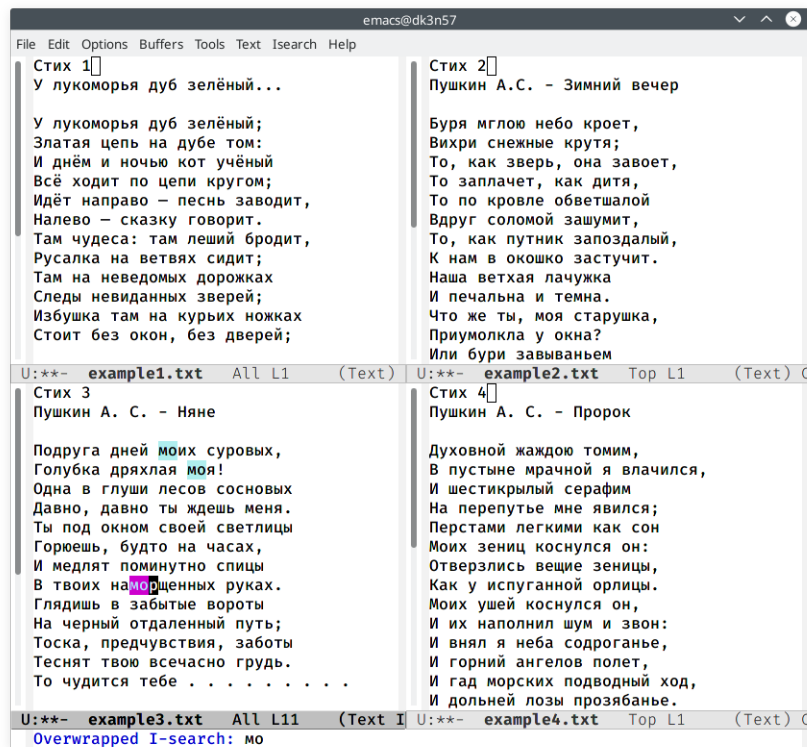 emacs@dk3n57
File Edit Options Buffers Tools Text Isearch Help
Стих 1
У лукоморья дуб зелёный...
У лукоморья дуб зелёный;
Златая цепь на дубе том:
И днём и ночью кот учёный
Всё ходит по цепи кругом;
Идёт направо — песнь заводит,
Налево — сказку говорит.
Там чудеса: там леший бродит,
Русалка на ветвях сидит;
Там на неведомых дорожках
Следы невиданных зверей;
Избушка там на курьих ножках
Стоит без окон, без дверей;
U:**- example1.txt All L1 (Text)
Стих 2
Пушкин А.С. - Зимний вечер
Буря мглою небо кроет,
Вихри снежные крутя;
То, как зверь, она завоет,
То заплачет, как дитя,
То по кровле обветшалой
Вдруг соломой зашумит,
То, как путник запоздалый,
К нам в окошко застучит.
Наша ветхая лачужка
И печальна и темна.
Что же ты, моя старушка,
Приумолкла у окна?
Или бури завываньем
U:**- example2.txt Top L1 (Text) C
Стих 3
Пушкин А. С. - Няне
Подруга дней моих суровых,
Голубка дряхлая моя!
Одна в глуши лесов сосновых
Давно, давно ты ждешь меня.
Ты под окном своей светлицы
Горюешь, будто на часах,
И медлят поминутно спицы
В твоих наморщенных руках.
Глядишь в забытые вороты
На черный отдаленный путь;
Тоска, предчувствия, заботы
Теснят твою всечасно грудь.
То чудится тебе . . . . . . . . .
U:**- example3.txt All L11 (Text I
Стих 4
Пушкин А. С. - Пророк
Духовной жаждою томим,
В пустыне мрачной я влачился,
И шестикрылый серафим
На перепутье мне явился;
Перстами легкими как сон
Моих зениц коснулся он:
Отверзлись вещие зеницы,
Как у испуганной орлицы.
Моих ушей коснулся он,
И их наполнил шум и звон:
И внял я неба содроганье,
И горний ангелов полет,
И гад морских подводный ход,
И дольней лозы прозябанье.
U:**- example4.txt Top L1 (Text) C
Overwrapped I-search: мо